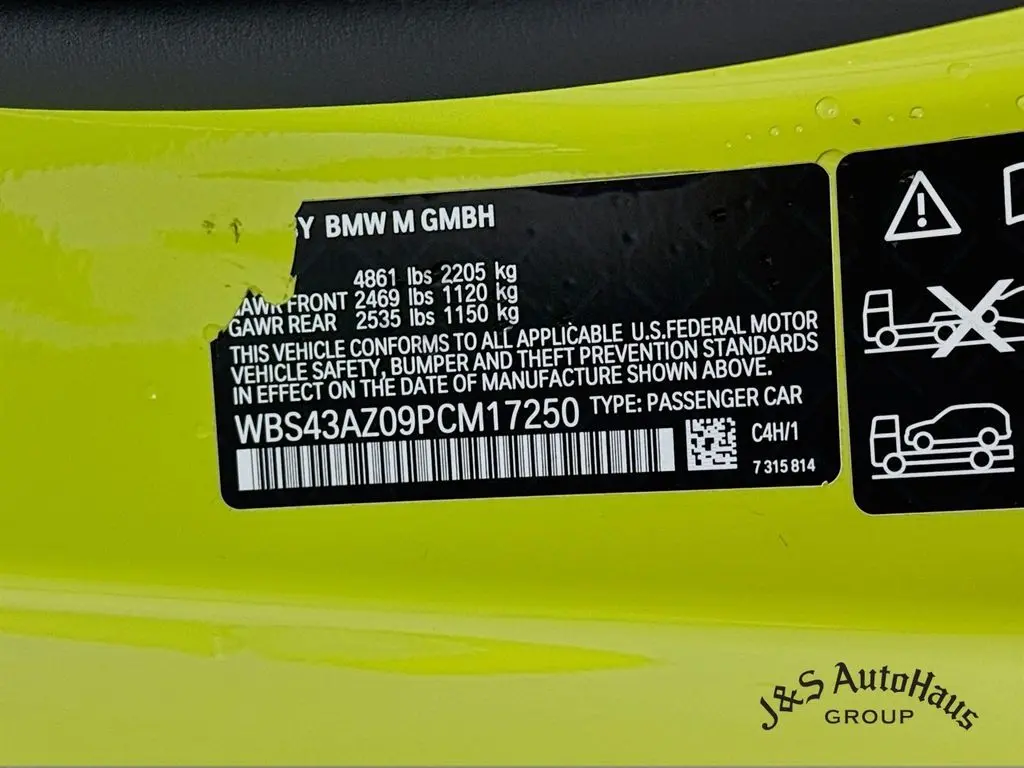 BY BMW M GMBH
4861 lbs 2205 kg
GAWR FRONT 2469 lbs 1120 kg
GAWR REAR 2535 lbs 1150 kg
THIS VEHICLE CONFORMS TO ALL APPLICABLE U.S.FEDERAL MOTOR
VEHICLE SAFETY, BUMPER AND THEFT PREVENTION STANDARDS
IN EFFECT ON THE DATE OF MANUFACTURE SHOWN ABOVE.
WBS43AZ09PCM17250 TYPE: PASSENGER CAR
C4H/1
7 315 814
J&S AutoHaus
GROUP